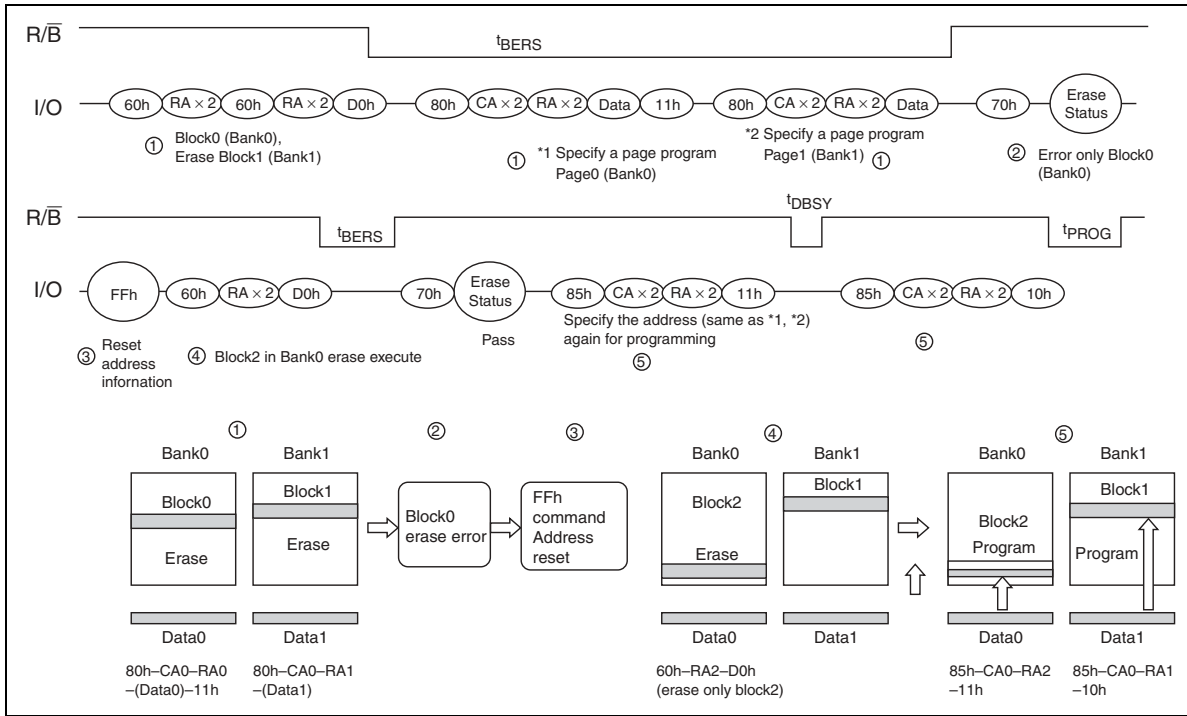 R/B̅
tBERS
I/O 60h RA × 2 60h RA × 2 D0h 80h CA × 2 RA × 2 Data 11h 80h CA × 2 RA × 2 Data 70h Erase Status
① Block0 (Bank0),
Erase Block1 (Bank1)
① *1 Specify a page program
Page0 (Bank0)
*2 Specify a page program
Page1 (Bank1) ①
② Error only Block0
(Bank0)
R/B̅
tBERS
tDBSY
tPROG
I/O FFh 60h RA × 2 D0h 70h Erase Status 85h CA × 2 RA × 2 11h 85h CA × 2 RA × 2 10h
③ Reset
address
infornation
④ Block2 in Bank0 erase execute
Pass
Specify the address (same as *1, *2)
again for programming
⑤
⑤
① ② ③ ④ ⑤
Bank0 Bank1
Block0 Block1
Erase Erase
Data0 Data1
80h–CA0–RA0
–(Data0)–11h
80h–CA0–RA1
–(Data1)
Block0
erase error
FFh
command
Address
reset
Bank0 Bank1
Block2 Block1
Erase
Data0 Data1
60h–RA2–D0h
(erase only block2)
Bank0 Bank1
Block1
Block2
Program Program
Data0 Data1
85h–CA0–RA2
–11h
85h–CA0–RA1
–10h